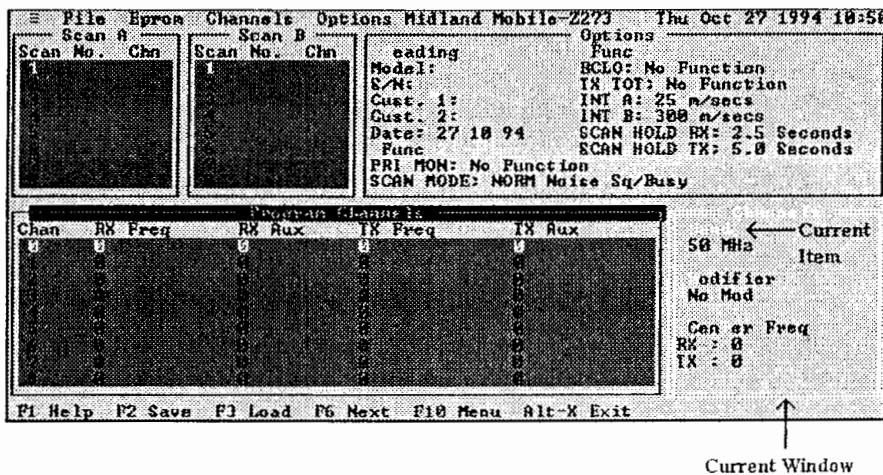 ≡ File Eprom Channels Options Midland Mobile-2273 Thu Oct 27 1994 10:5
Scan A
Scan No. Chn
1
Scan B
Scan No. Chn
1
Options
eading
Model:
S/N:
Cust. 1:
Cust. 2:
Date: 27 10 94
Func
PRI MON: No Function
SCAN MODE: NORM Noise Sq/Busy
Func
BCLO: No Function
TX TOT: No Function
INT A: 25 m/secs
INT B: 300 m/secs
SCAN HOLD RX: 2.5 Seconds
SCAN HOLD TX: 5.0 Seconds
Program Channels
Chan RX Freq RX Aux TX Freq TX Aux
0 0 0 0 0
50 MHz
odifier
No Mod
Cen er Freq
RX : 0
TX : 0
Current
Item
F1 Help F2 Save F3 Load F6 Next F10 Menu Alt-X Exit
Current Window